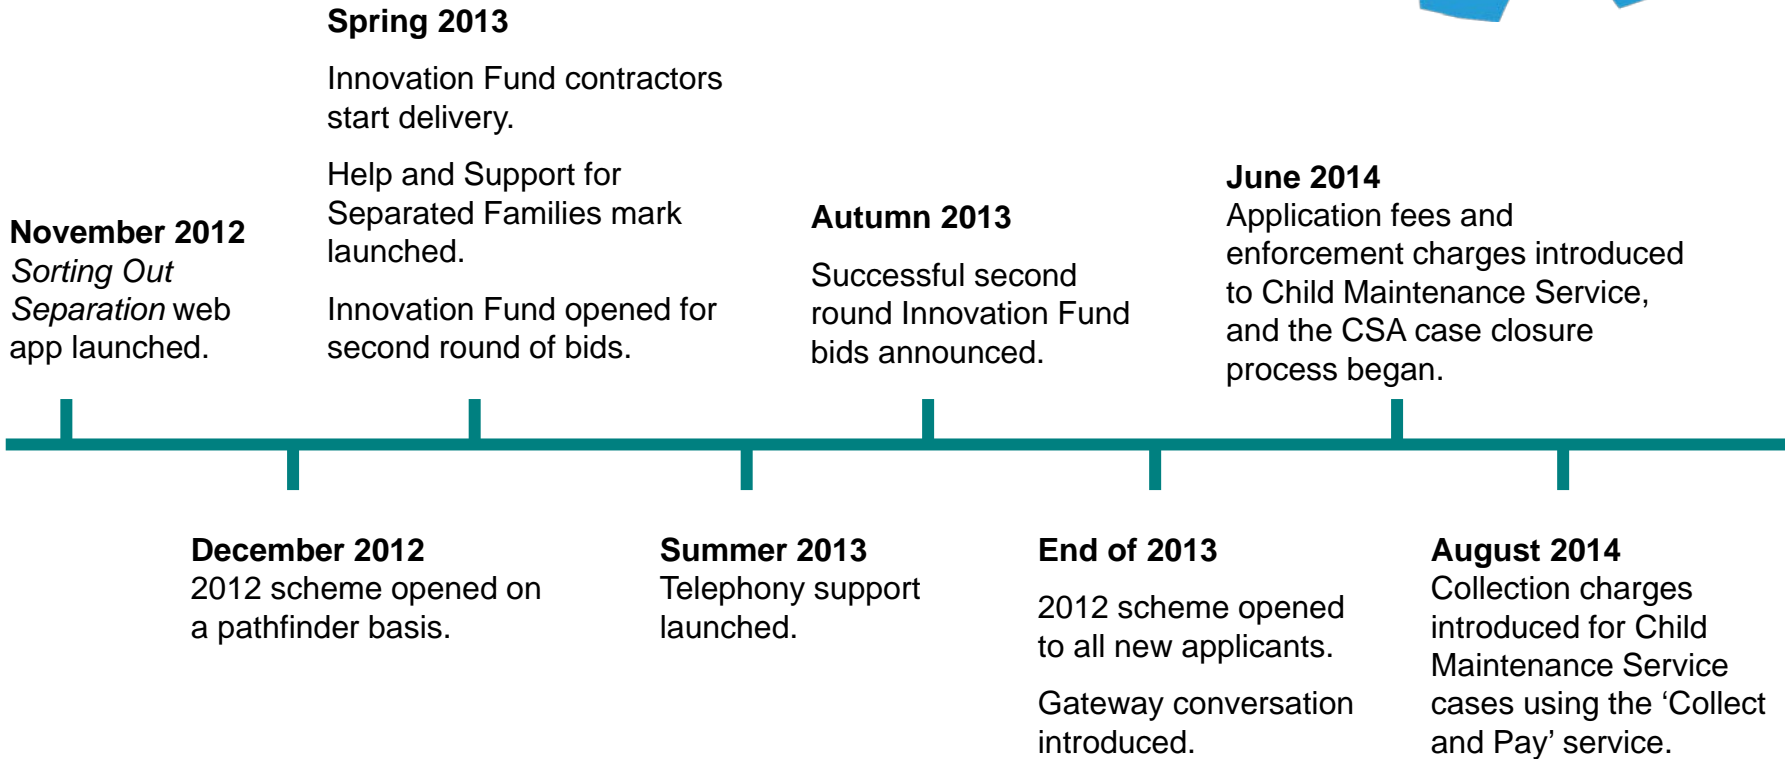 Spring 2013
Innovation Fund contractors
start delivery.
Help and Support for
Separated Families mark
launched.
Innovation Fund opened for
second round of bids.
November 2012
Sorting Out
Separation web
app launched.
Autumn 2013
Successful second
round Innovation Fund
bids announced.
June 2014
Application fees and
enforcement charges introduced
to Child Maintenance Service,
and the CSA case closure
process began.
December 2012
2012 scheme opened on
a pathfinder basis.
Summer 2013
Telephony support
launched.
End of 2013
2012 scheme opened
to all new applicants.
Gateway conversation
introduced.
August 2014
Collection charges
introduced for Child
Maintenance Service
cases using the ‘Collect
and Pay’ service.